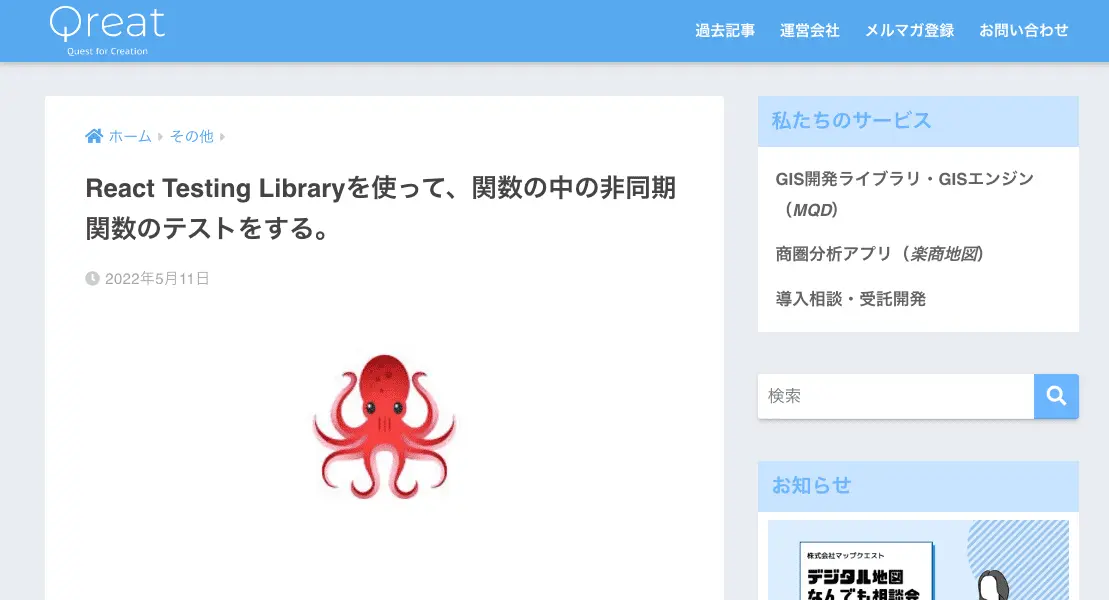 Qreat
Quest for Creation
過去記事 運営会社 メルマガ登録 お問い合わせ
ホーム その他
React Testing Libraryを使って、関数の中の非同期
関数のテストをする。
2022年5月11日
私たちのサービス
GIS開発ライブラリ・GISエンジン
（MQD）
商圏分析アプリ（楽商地図）
導入相談・受託開発
検索
お知らせ
株式会社マップクエスト
デジタル地図
なんでも相談会